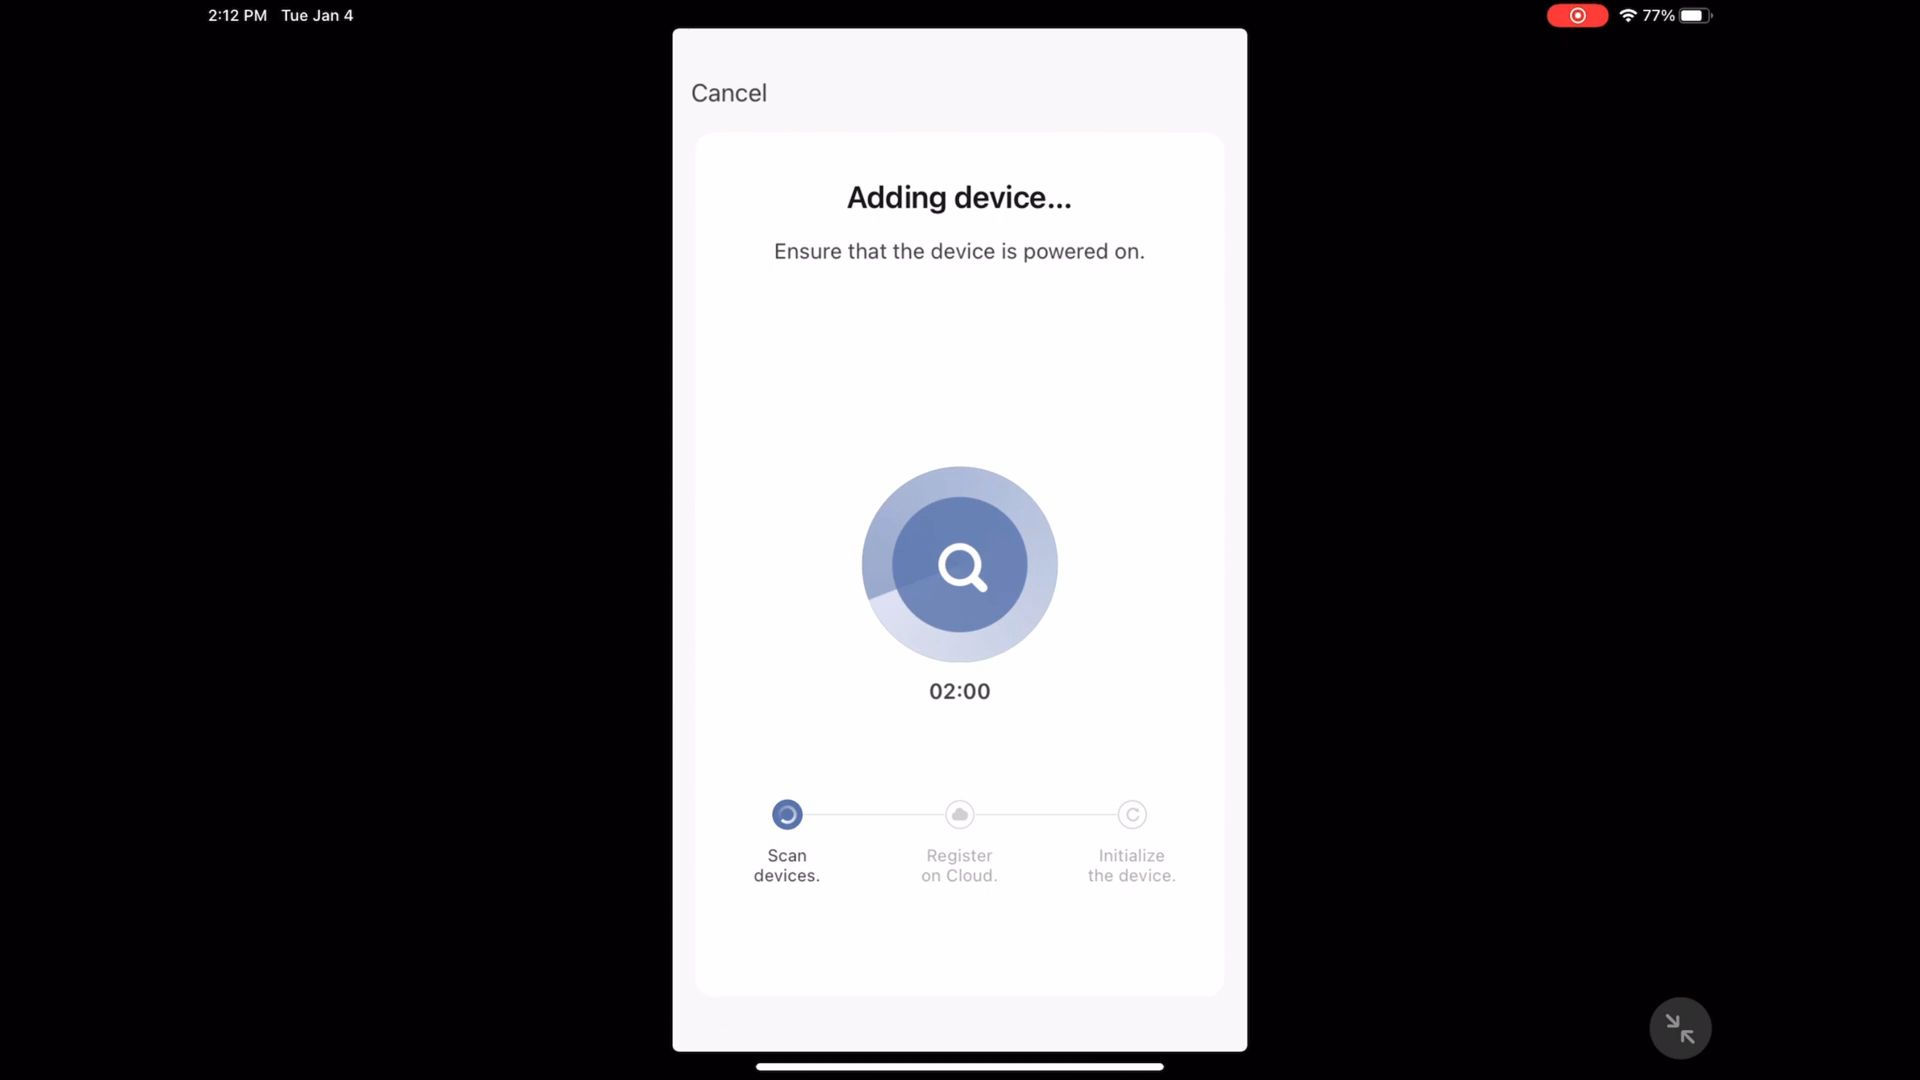 2:12 PM Tue Jan 4
77%
Cancel
Adding device...
Ensure that the device is powered on.
02:00
Scan
devices.
Register
on Cloud.
Initialize
the device.